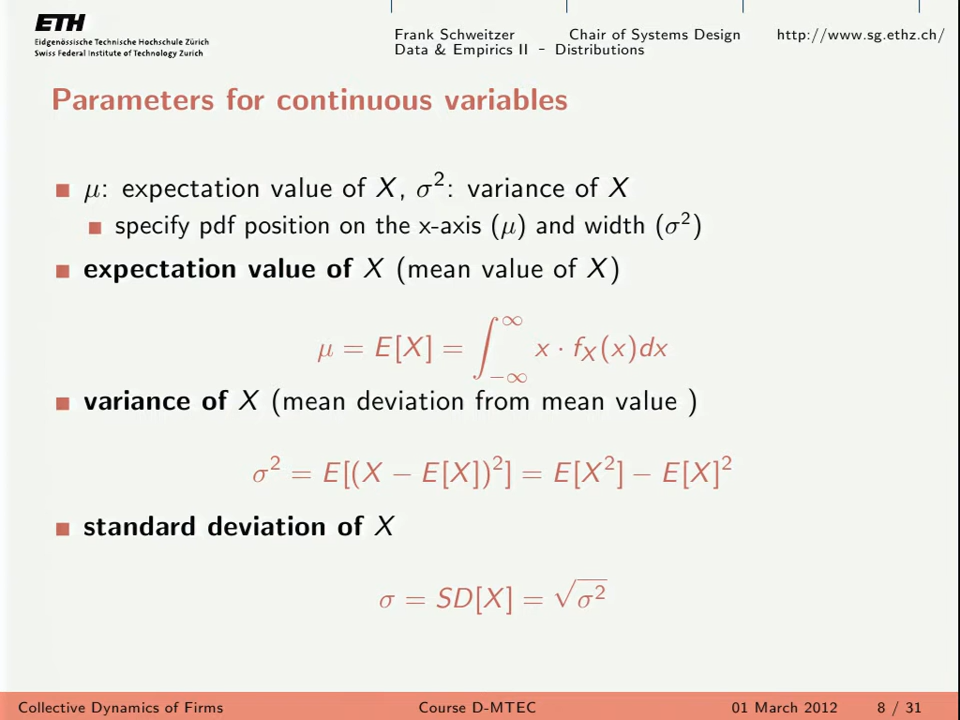 ETH
Eidgenössische Technische Hochschule Zürich
Swiss Federal Institute of Technology Zurich
Frank Schweitzer Chair of Systems Design http://www.sg.ethz.ch/
Data & Empirics II - Distributions
Parameters for continuous variables
μ: expectation value of X, σ²: variance of X
specify pdf position on the x-axis (μ) and width (σ²)
expectation value of X (mean value of X)
μ = E[X] = ∫_{-∞}^{∞} x · f_X(x)dx
variance of X (mean deviation from mean value )
σ² = E[(X − E[X])²] = E[X²] − E[X]²
standard deviation of X
σ = SD[X] = √σ²
Collective Dynamics of Firms Course D-MTEC 01 March 2012 8 / 31